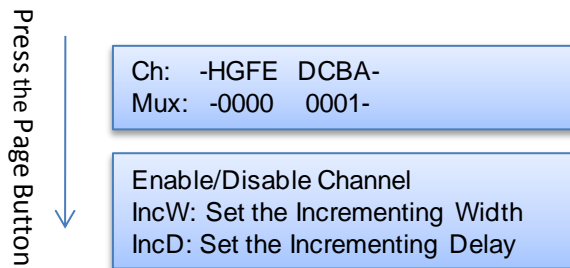 Press the Page Button
Ch: -HGFE DCBA-
Mux: -0000 0001-
Enable/Disable Channel
IncW: Set the Incrementing Width
IncD: Set the Incrementing Delay